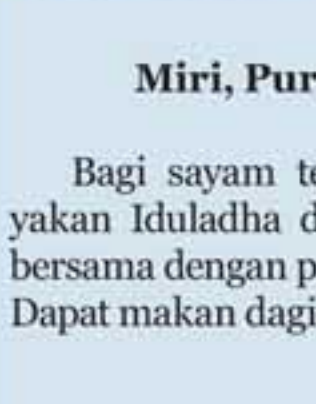 Miri, Pur
Bagi sayam te
yakan Iduladha d
bersama dengan p
Dapat makan dagi